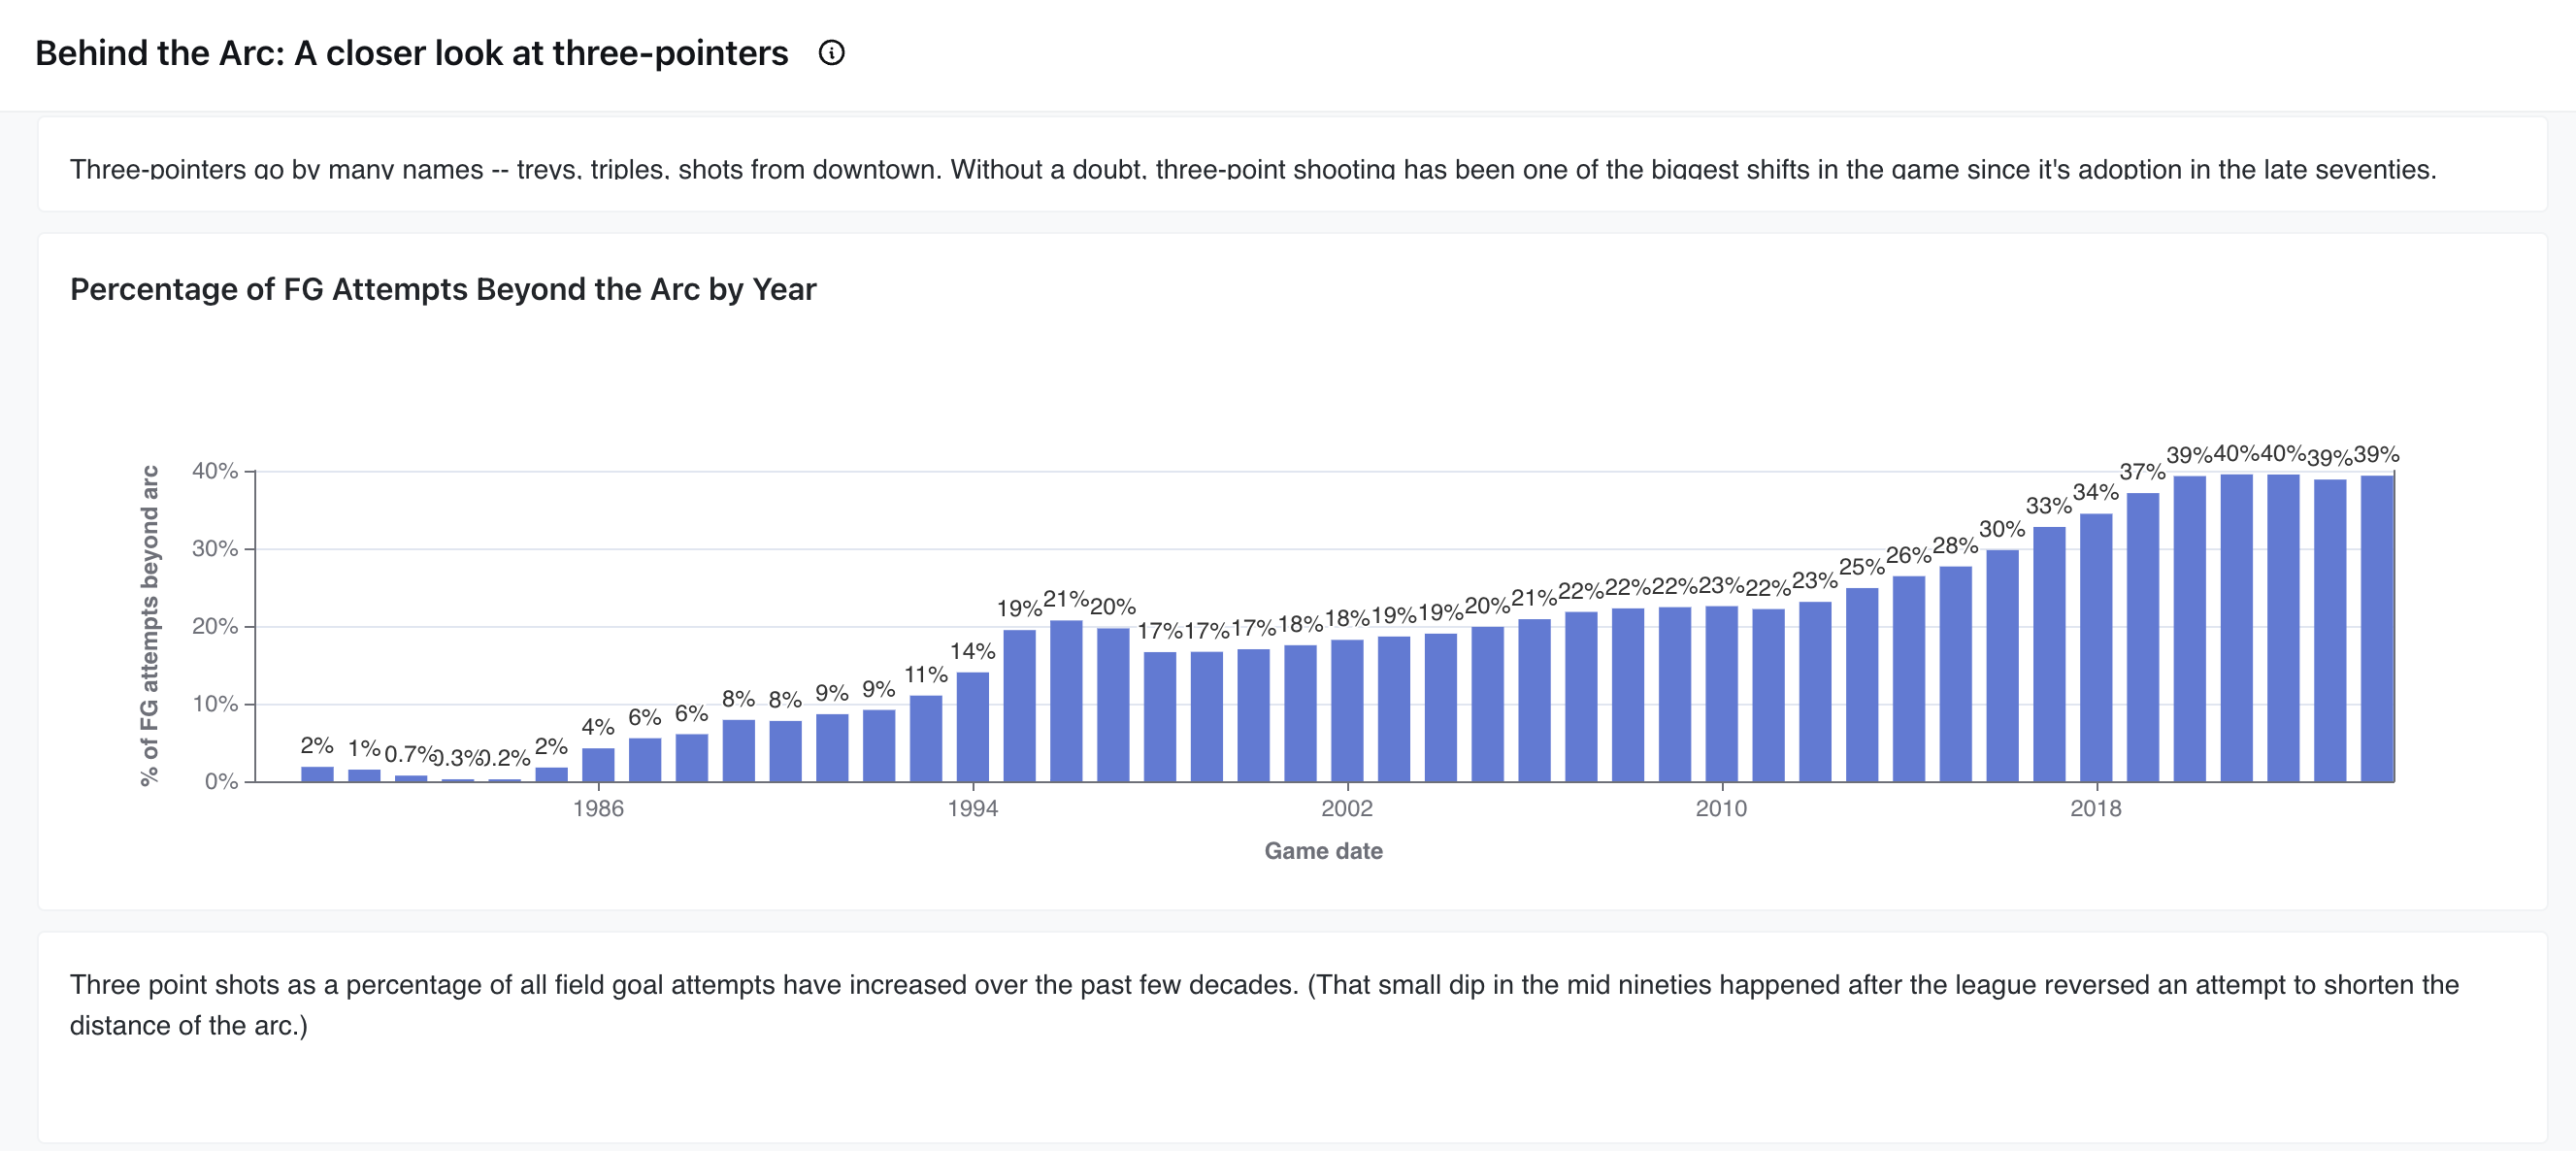 Behind the Arc: A closer look at three-pointers
Three-pointers go by many names -- treys, triples, shots from downtown. Without a doubt, three-point shooting has been one of the biggest shifts in the game since it's adoption in the late seventies.
Percentage of FG Attempts Beyond the Arc by Year
% of FG attempts beyond arc
40%
30%
20%
10%
0%
2% 1% 0.7% 0.3% 0.2% 2% 4% 6% 6% 8% 8% 9% 9% 11% 14% 19% 21% 20% 17% 17% 17% 18% 18% 19% 19% 20% 21% 22% 22% 22% 23% 22% 23% 25% 26% 28% 30% 33% 34% 37% 39% 40% 40% 39% 39%
1986 1994 2002 2010 2018
Game date
Three point shots as a percentage of all field goal attempts have increased over the past few decades. (That small dip in the mid nineties happened after the league reversed an attempt to shorten the
distance of the arc.)